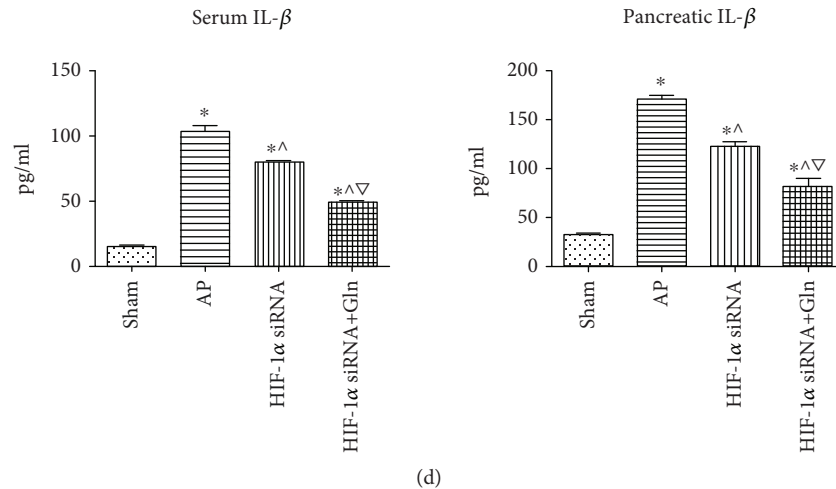 Serum IL-β
pg/ml
150
100
50
0
*
*^
*^▽
Sham
AP
HIF-1α siRNA
HIF-1α siRNA+Gln
Pancreatic IL-β
pg/ml
200
150
100
50
0
*
*^
*^▽
Sham
AP
HIF-1α siRNA
HIF-1α siRNA+Gln
(d)